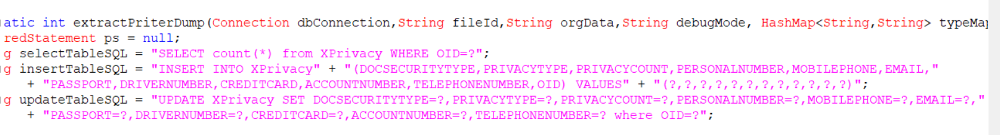 atic int extractPriterDump(Connection dbConnection,String fileId,String orgData,String debugMode, HashMap<String,String> typeMap
redStatement ps = null;
g selectTableSQL = "SELECT count(*) from XPrivacy WHERE OID=?";
g insertTableSQL = "INSERT INTO XPrivacy" + "(DOCSECURITYTYPE,PRIVACYTYPE,PRIVACYCOUNT,PERSONALNUMBER,MOBILEPHONE,EMAIL,"
+ "PASSPORT,DRIVERNUMBER,CREDITCARD,ACCOUNTNUMBER,TELEPHONENUMBER,OID) VALUES" + "(?,?,?,?,?,?,?,?,?,?,?,?)";
g updateTableSQL = "UPDATE XPrivacy SET DOCSECURITYTYPE=?,PRIVACYTYPE=?,PRIVACYCOUNT=?,PERSONALNUMBER=?,MOBILEPHONE=?,EMAIL=?,"
+ "PASSPORT=?,DRIVERNUMBER=?,CREDITCARD=?,ACCOUNTNUMBER=?,TELEPHONENUMBER=? where OID=?";